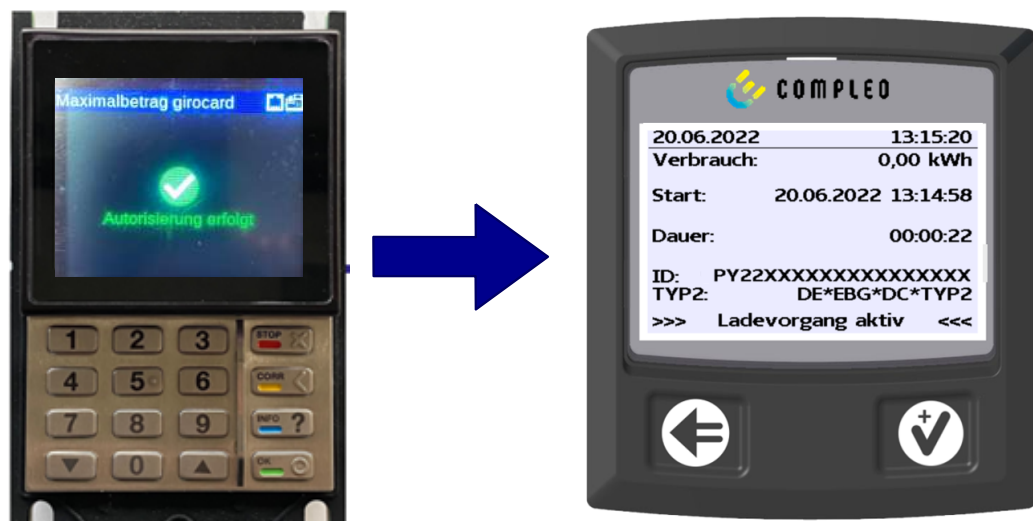 Maximalbetrag girocard
Autorisierung erfolgt
1 2 3 STOP
4 5 6 CORR
7 8 9 INFO ?
0 OK
COMPLEO
20.06.2022 13:15:20
Verbrauch: 0,00 kWh
Start: 20.06.2022 13:14:58
Dauer: 00:00:22
ID: PY22XXXXXXXXXXXXXXX
TYP2: DE*EBG*DC*TYP2
>>> Ladevorgang aktiv <<<